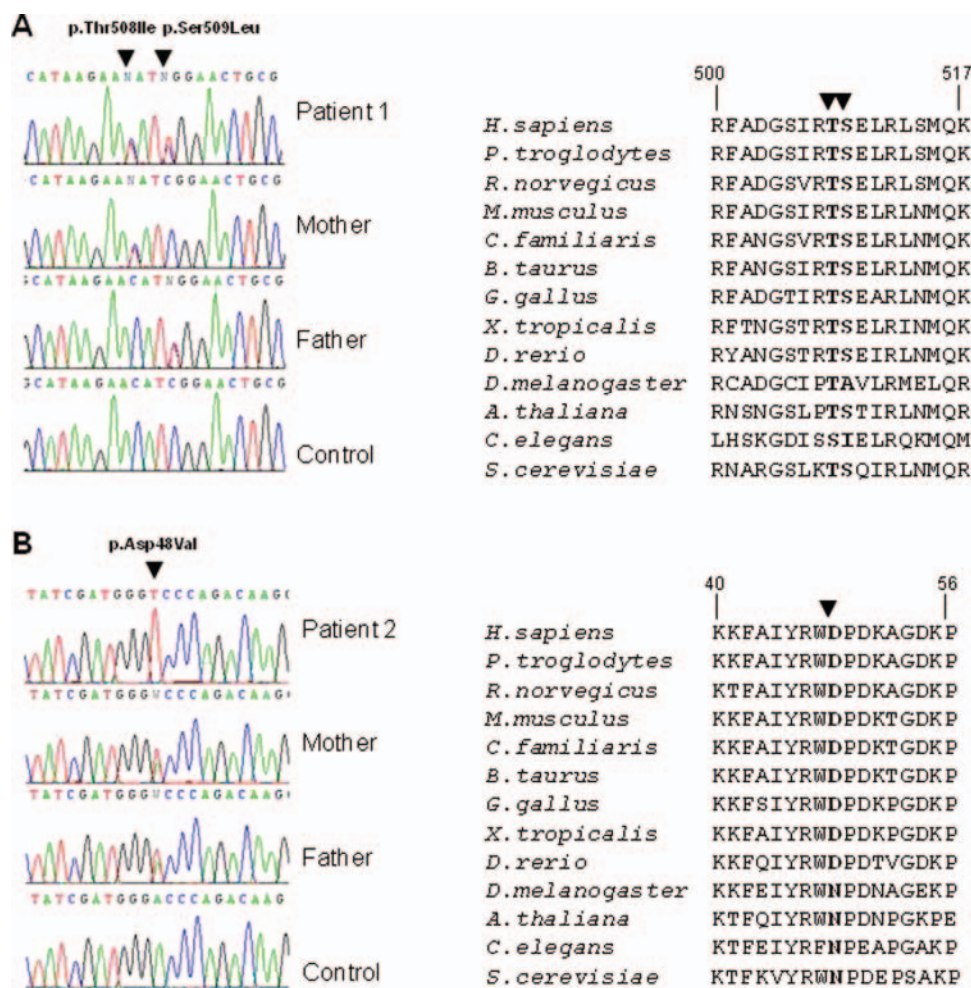 A
p.Thr508Ile p.Ser509Leu
CATAAGAANATNGGAACTGCG
Patient 1
CATAAGAANATCGGAACTGCG
Mother
GCATAAGAACATNGGAACTGCG
Father
GCATAAGAACATCGGAACTGCG
Control
500 517
H.sapiens RFADGSIRTSELRLSMQK
P.troglodytes RFADGSIRTSELRLSMQK
R.norvegicus RFADGSVRTSELRLSMQK
M.musculus RFADGSIRTSELRLNMQK
C.familiaris RFANGSVRTSELRLNMQK
B.taurus RFANGSIRTSELRLNMQK
G.gallus RFADGTIRTSEARLNMQK
X.tropicalis RFTNGSTRTSELRINMQK
D.rerio RYANGSTRTSELRLNMQK
D.melanogaster RCADGCIPTAVLRMELQR
A.thaliana RNSNGSLPTSTIRLNMQR
C.elegans LHSKGDISSIELRQKMQM
S.cerevisiae RNARGSLKTSQIRLNMQR
B
p.Asp48Val
TATCGATGGGTCCCAGACAAG
Patient 2
TATCGATGGGWCCCAGACAAG
Mother
TATCGATGGGWCCCAGACAAG
Father
TATCGATGGGACCCAGACAAG
Control
40 56
H.sapiens KKFAIYRWDPDKAGDKP
P.troglodytes KKFAIYRWDPDKAGDKP
R.norvegicus KTFAIYRWDPDKAGDKP
M.musculus KKFAIYRWDPDKTGDKP
C.familiaris KKFAIYRWDPDKTGDKP
B.taurus KKFAIYRWDPDKTGDKP
G.gallus KKFSIYRWDPDKPGDKP
X.tropicalis KKFAIYRWDPDKPGDKP
D.rerio KKFQIYRWDPDTVGDKP
D.melanogaster KKFEIYRWNPDNAGEKP
A.thaliana KTFQIYRWNPDNPGKPE
C.elegans KTFEIYRFNPEAPGAKP
S.cerevisiae KTFKVYRWNPDEPSAKP